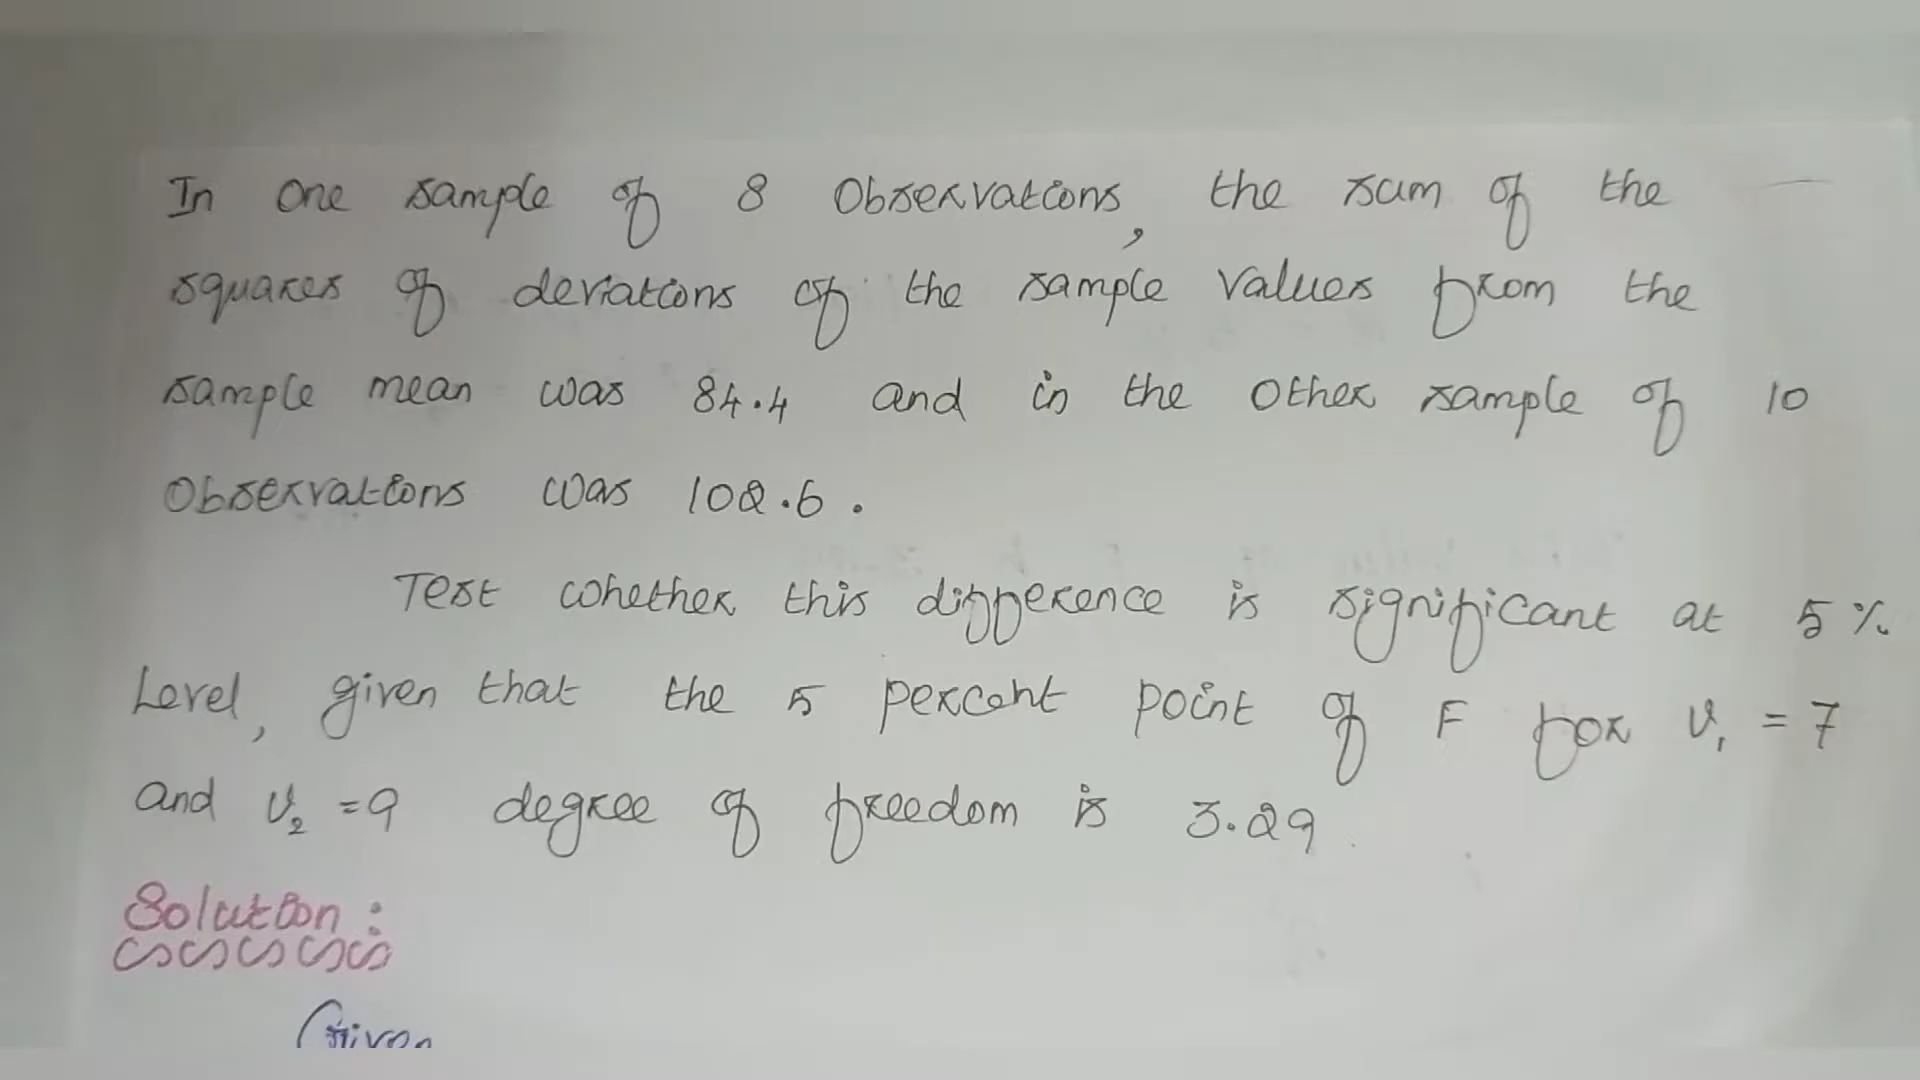 In one sample of 8 observations, the sum of the
squares of deviations of the sample values from the
sample mean was 84.4 and in the other sample of 10
observations was 102.6.
Test whether this difference is significant at 5%
Level, given that the 5 percent point of F for ν₁ = 7
and ν₂ = 9 degree of freedom is 3.29
Solution:
Given